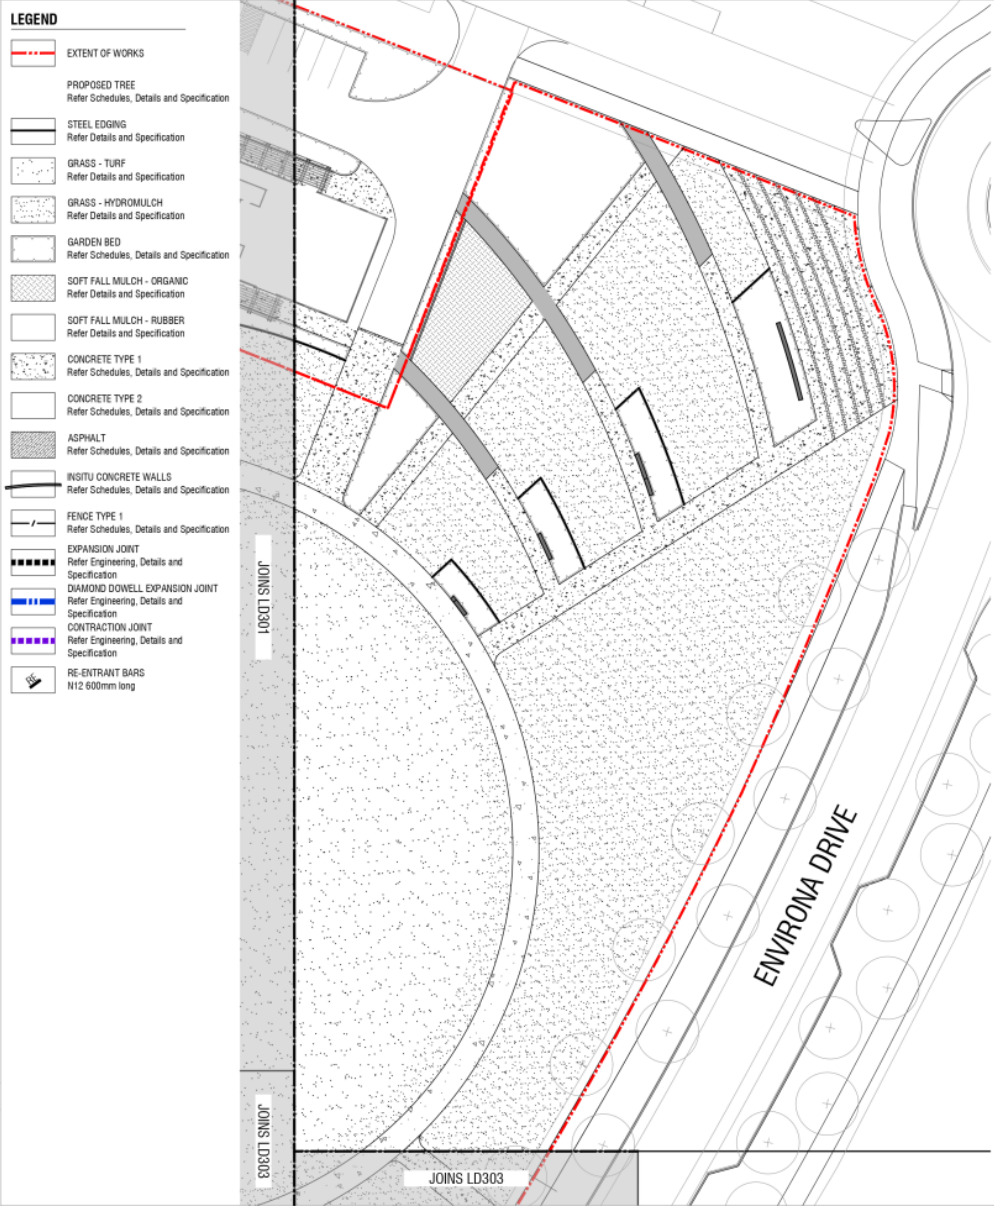 LEGEND
EXTENT OF WORKS
PROPOSED TREE
Refer Schedules, Details and Specification
STEEL EDGING
Refer Details and Specification
GRASS - TURF
Refer Details and Specification
GRASS - HYDROMULCH
Refer Details and Specification
GARDEN BED
Refer Schedules, Details and Specification
SOFT FALL MULCH - ORGANIC
Refer Details and Specification
SOFT FALL MULCH - RUBBER
Refer Details and Specification
CONCRETE TYPE 1
Refer Schedules, Details and Specification
CONCRETE TYPE 2
Refer Schedules, Details and Specification
ASPHALT
Refer Schedules, Details and Specification
INSITU CONCRETE WALLS
Refer Schedules, Details and Specification
FENCE TYPE 1
Refer Schedules, Details and Specification
EXPANSION JOINT
Refer Engineering, Details and
Specification
DIAMOND DOWELL EXPANSION JOINT
Refer Engineering, Details and
Specification
CONTRACTION JOINT
Refer Engineering, Details and
Specification
RE
RE-ENTRANT BARS
N12 600mm long
JOINS LD301
ENVIRONA DRIVE
JOINS LD303
JOINS LD303